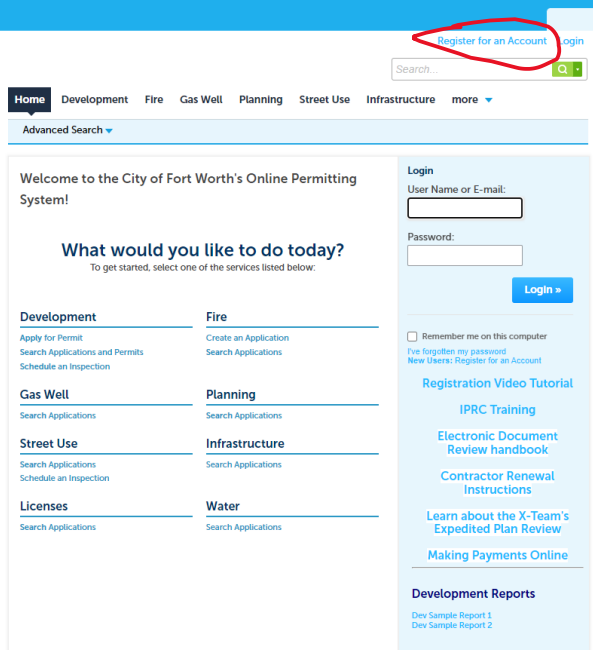 Register for an Account Login
Search...
Home Development Fire Gas Well Planning Street Use Infrastructure more
Advanced Search
Welcome to the City of Fort Worth's Online Permitting
System!
What would you like to do today?
To get started, select one of the services listed below:
Development
Apply for Permit
Search Applications and Permits
Schedule an Inspection
Fire
Create an Application
Search Applications
Gas Well
Search Applications
Planning
Search Applications
Street Use
Search Applications
Schedule an Inspection
Infrastructure
Search Applications
Licenses
Search Applications
Water
Search Applications
Login
User Name or E-mail:
Password:
Login »
Remember me on this computer
I've forgotten my password
New Users: Register for an Account
Registration Video Tutorial
IPRC Training
Electronic Document
Review handbook
Contractor Renewal
Instructions
Learn about the X-Team's
Expedited Plan Review
Making Payments Online
Development Reports
Dev Sample Report 1
Dev Sample Report 2